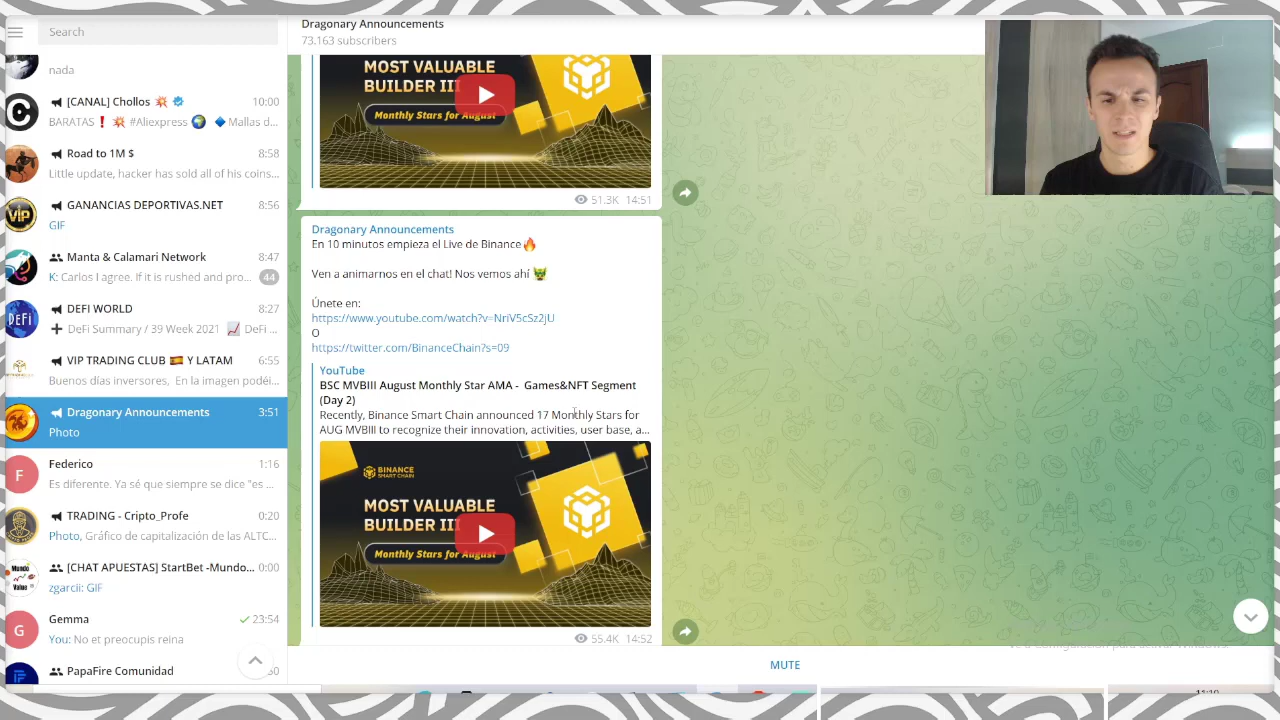 Search
nada
[CANAL] Chollos 10:00
BARATAS #Aliexpress Mallas d...
Road to 1M $ 8:58
Little update, hacker has sold all of his coins...
GANANCIAS DEPORTIVAS.NET 8:56
GIF
Manta & Calamari Network 8:47
K: Carlos I agree. If it is rushed and pro... 44
DEFI WORLD 8:27
DeFi Summary / 39 Week 2021 DeF ...
VIP TRADING CLUB Y LATAM 6:55
Buenos días inversores, En la imagen podéi...
Dragonary Announcements 3:51
Photo
Federico 1:16
Es diferente. Ya sé que siempre se dice "es ...
TRADING - Cripto_Profe 0:20
Photo, Gráfico de capitalización de las ALTC...
[CHAT APUESTAS] StartBet -Mundo... 0:00
zgarcii: GIF
Gemma 23:54
You: No et preocupis reina
PapaFire Comunidad
VIP
DEFI
F
G
Dragonary Announcements
73.163 subscribers
MOST VALUABLE
BUILDER III
Monthly Stars for August
51.3K 14:51
Dragonary Announcements
En 10 minutos empieza el Live de Binance
Ven a animarnos en el chat! Nos vemos ahí
Únete en:
https://www.youtube.com/watch?v=NriV5cSz2jU
O
https://twitter.com/BinanceChain?s=09
YouTube
BSC MVBIII August Monthly Star AMA - Games&NFT Segment
(Day 2)
Recently, Binance Smart Chain announced 17 Monthly Stars for
AUG MVBIII to recognize their innovation, activities, user base, a...
BINANCE
SMART CHAIN
MOST VALUABLE
BUILDER III
Monthly Stars for August
55.4K 14:52
MUTE